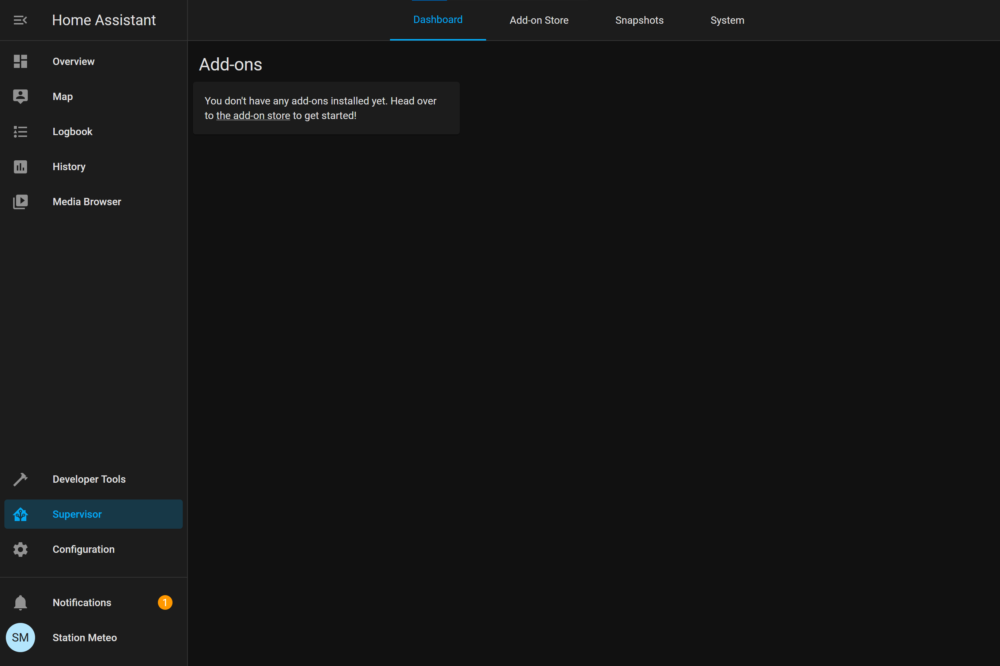 Home Assistant
Dashboard
Add-on Store
Snapshots
System
Overview
Map
Logbook
History
Media Browser
Add-ons
You don't have any add-ons installed yet. Head over
to the add-on store to get started!
Developer Tools
Supervisor
Configuration
Notifications
1
SM
Station Meteo